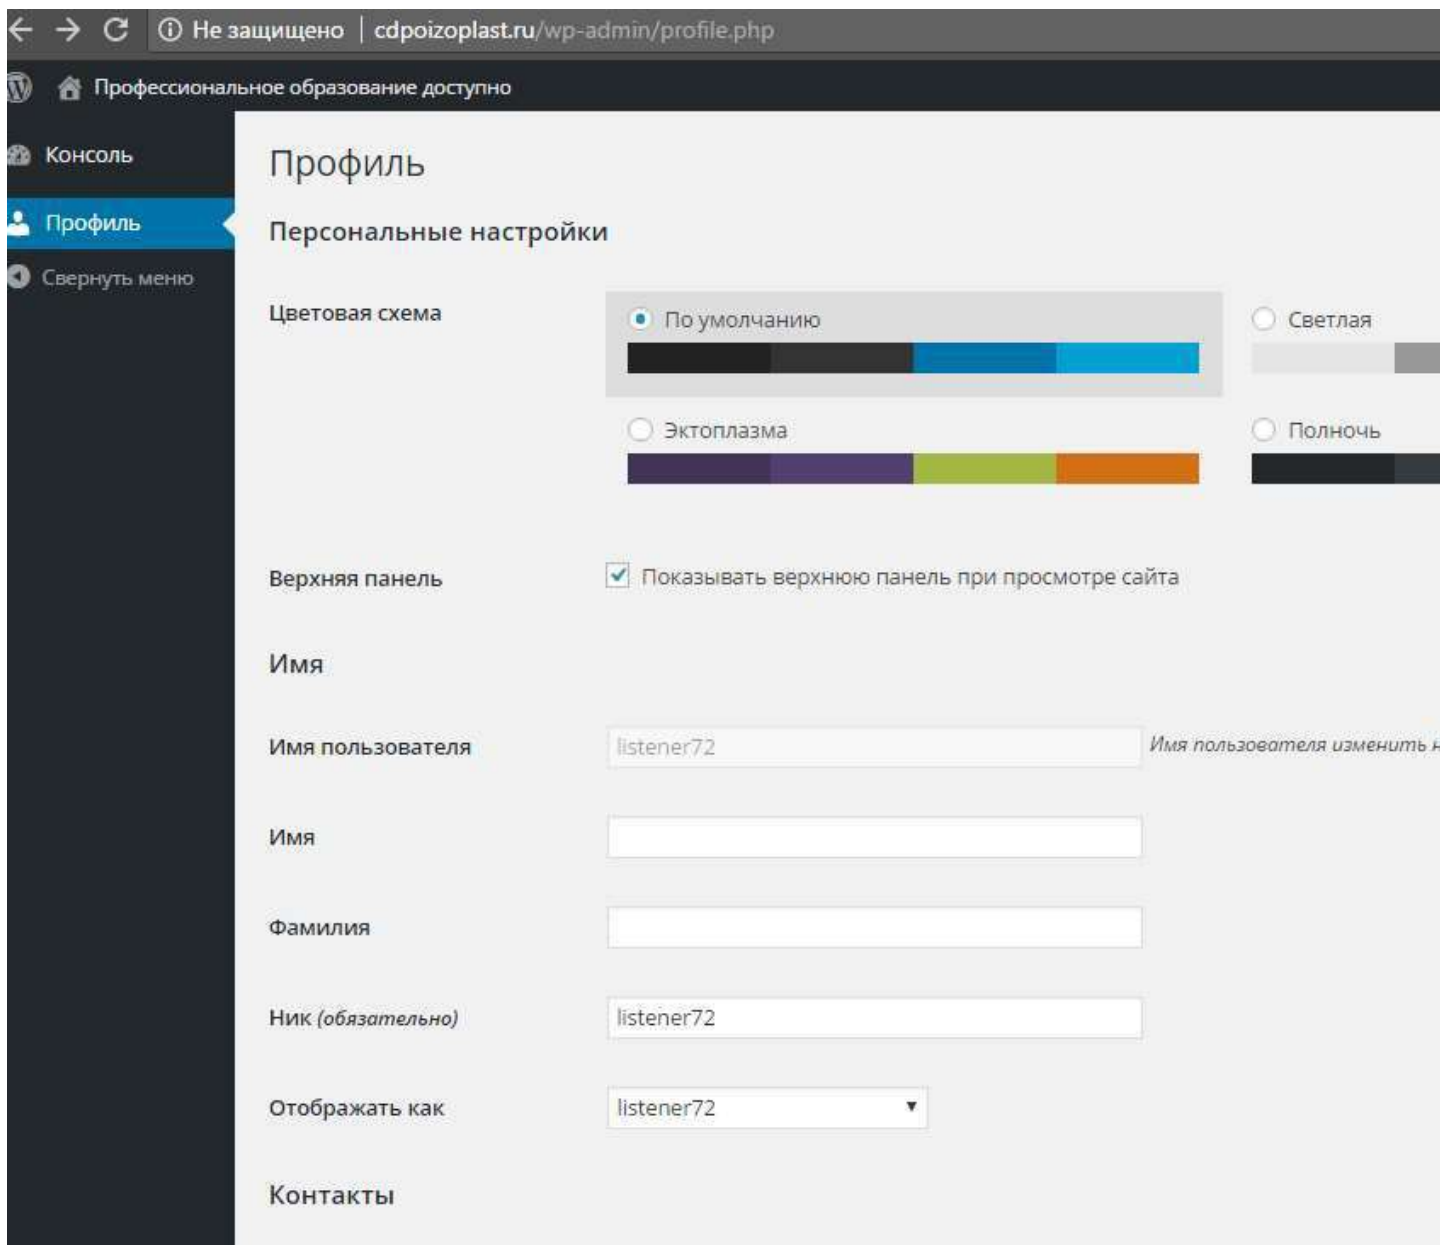 Не защищено | cdpoizoplast.ru/wp-admin/profile.php
Профессиональное образование доступно
Консоль
Профиль
Свернуть меню
Профиль
Персональные настройки
Цветовая схема
По умолчанию
Светлая
Эктоплазма
Полночь
Верхняя панель
Показывать верхнюю панель при просмотре сайта
Имя
Имя пользователя
listener72
Имя пользователя изменить
Имя
Фамилия
Ник (обязательно)
listener72
Отображать как
listener72
Контакты